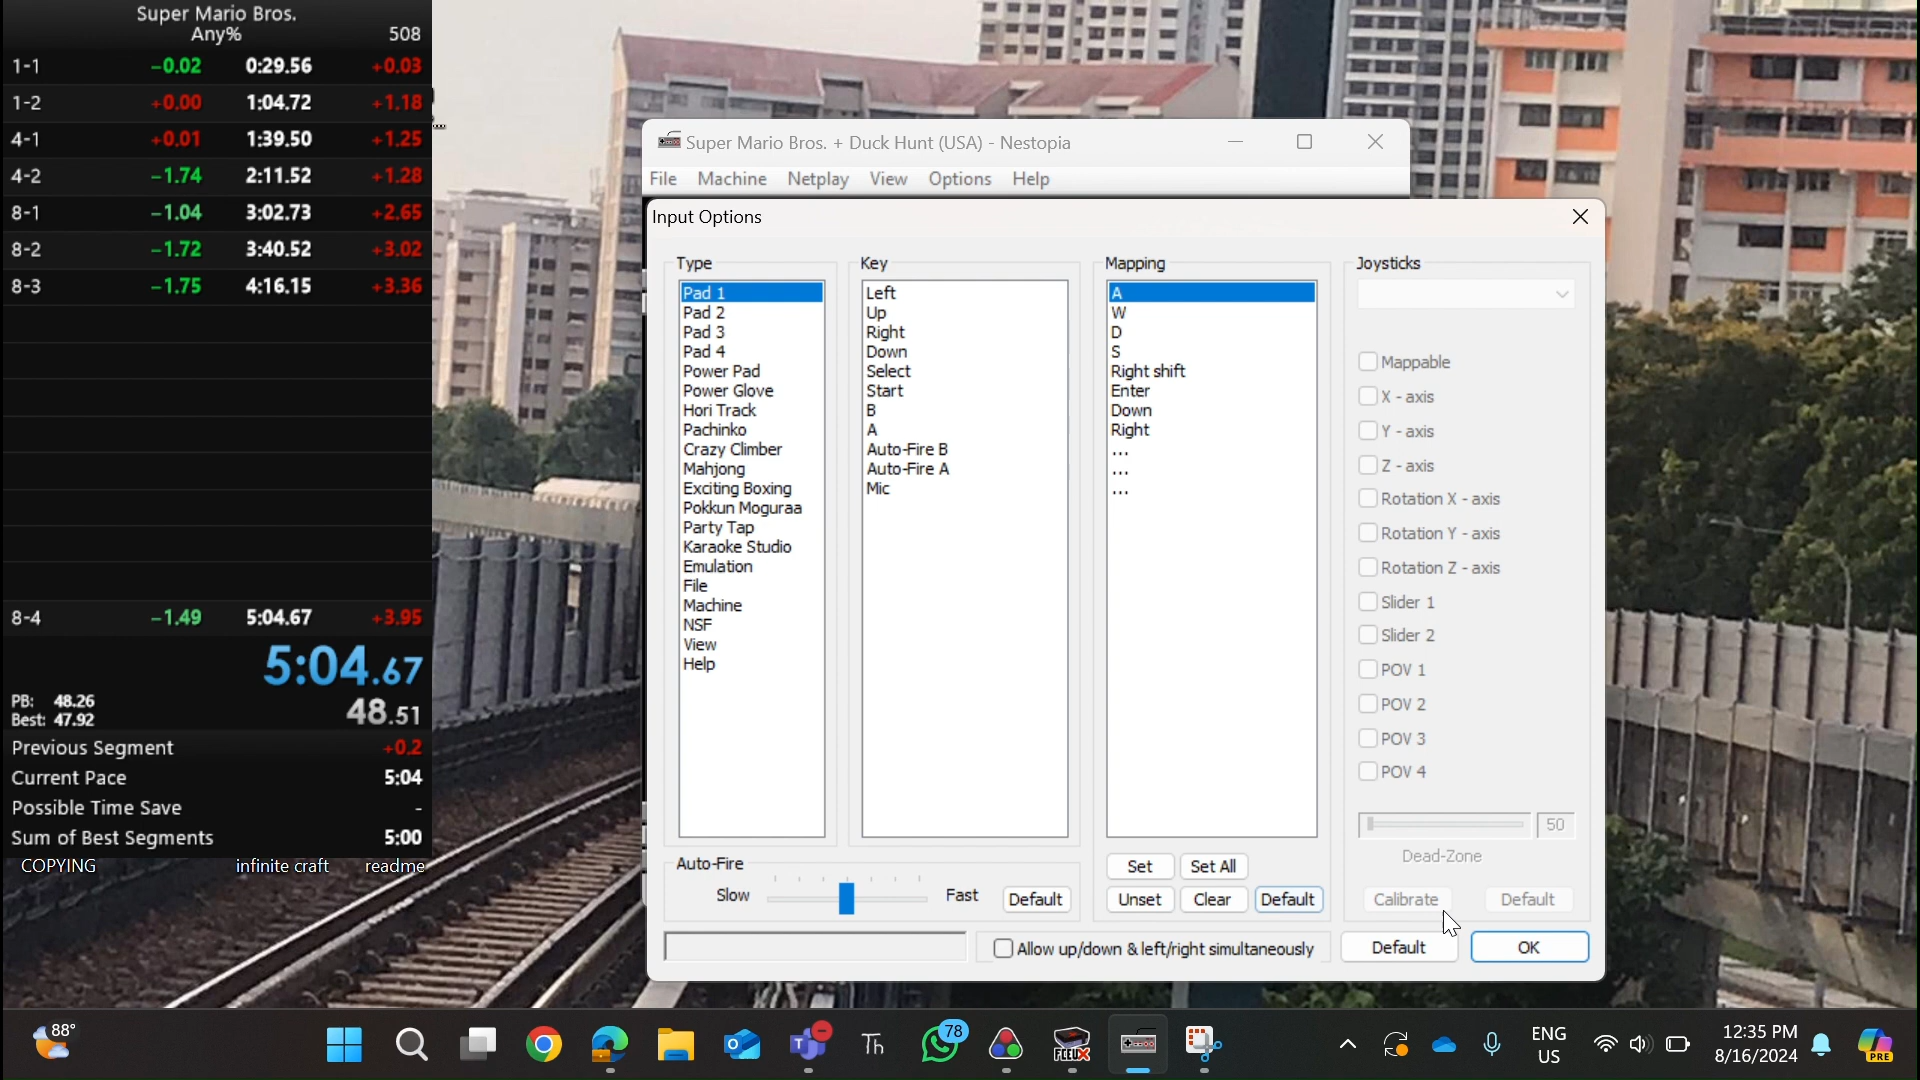 Super Mario Bros.
Any% 508
1-1 -0.02 0:29.56 +0.03
1-2 +0.00 1:04.72 +1.18
4-1 +0.01 1:39.50 +1.25
4-2 -1.74 2:11.52 +1.28
8-1 -1.04 3:02.73 +2.65
8-2 -1.72 3:40.52 +3.02
8-3 -1.75 4:16.15 +3.36
8-4 -1.49 5:04.67 +3.95
5:04.67
PB: 48.26
Best: 47.92
48.51
Previous Segment +0.2
Current Pace 5:04
Possible Time Save -
Sum of Best Segments 5:00
COPYING infinite craft readme
Super Mario Bros. + Duck Hunt (USA) - Nestopia
File Machine Netplay View Options Help
Input Options
Type
Pad 1
Pad 2
Pad 3
Pad 4
Power Pad
Power Glove
Hori Track
Pachinko
Crazy Climber
Mahjong
Exciting Boxing
Pokkun Moguraa
Party Tap
Karaoke Studio
Emulation
File
Machine
NSF
View
Help
Key
Left
Up
Right
Down
Select
Start
B
A
Auto-Fire B
Auto-Fire A
Mic
Mapping
A
W
D
S
Right shift
Enter
Down
Right
...
...
...
Set Set All
Unset Clear Default
Joysticks
Mappable
X - axis
Y - axis
Z - axis
Rotation X - axis
Rotation Y - axis
Rotation Z - axis
Slider 1
Slider 2
POV 1
POV 2
POV 3
POV 4
50
Dead-Zone
Calibrate Default
Auto-Fire
Slow Fast Default
Allow up/down & left/right simultaneously
Default OK
88°
Th
78
FCEUX
ENG
US
12:35 PM
8/16/2024
PRE